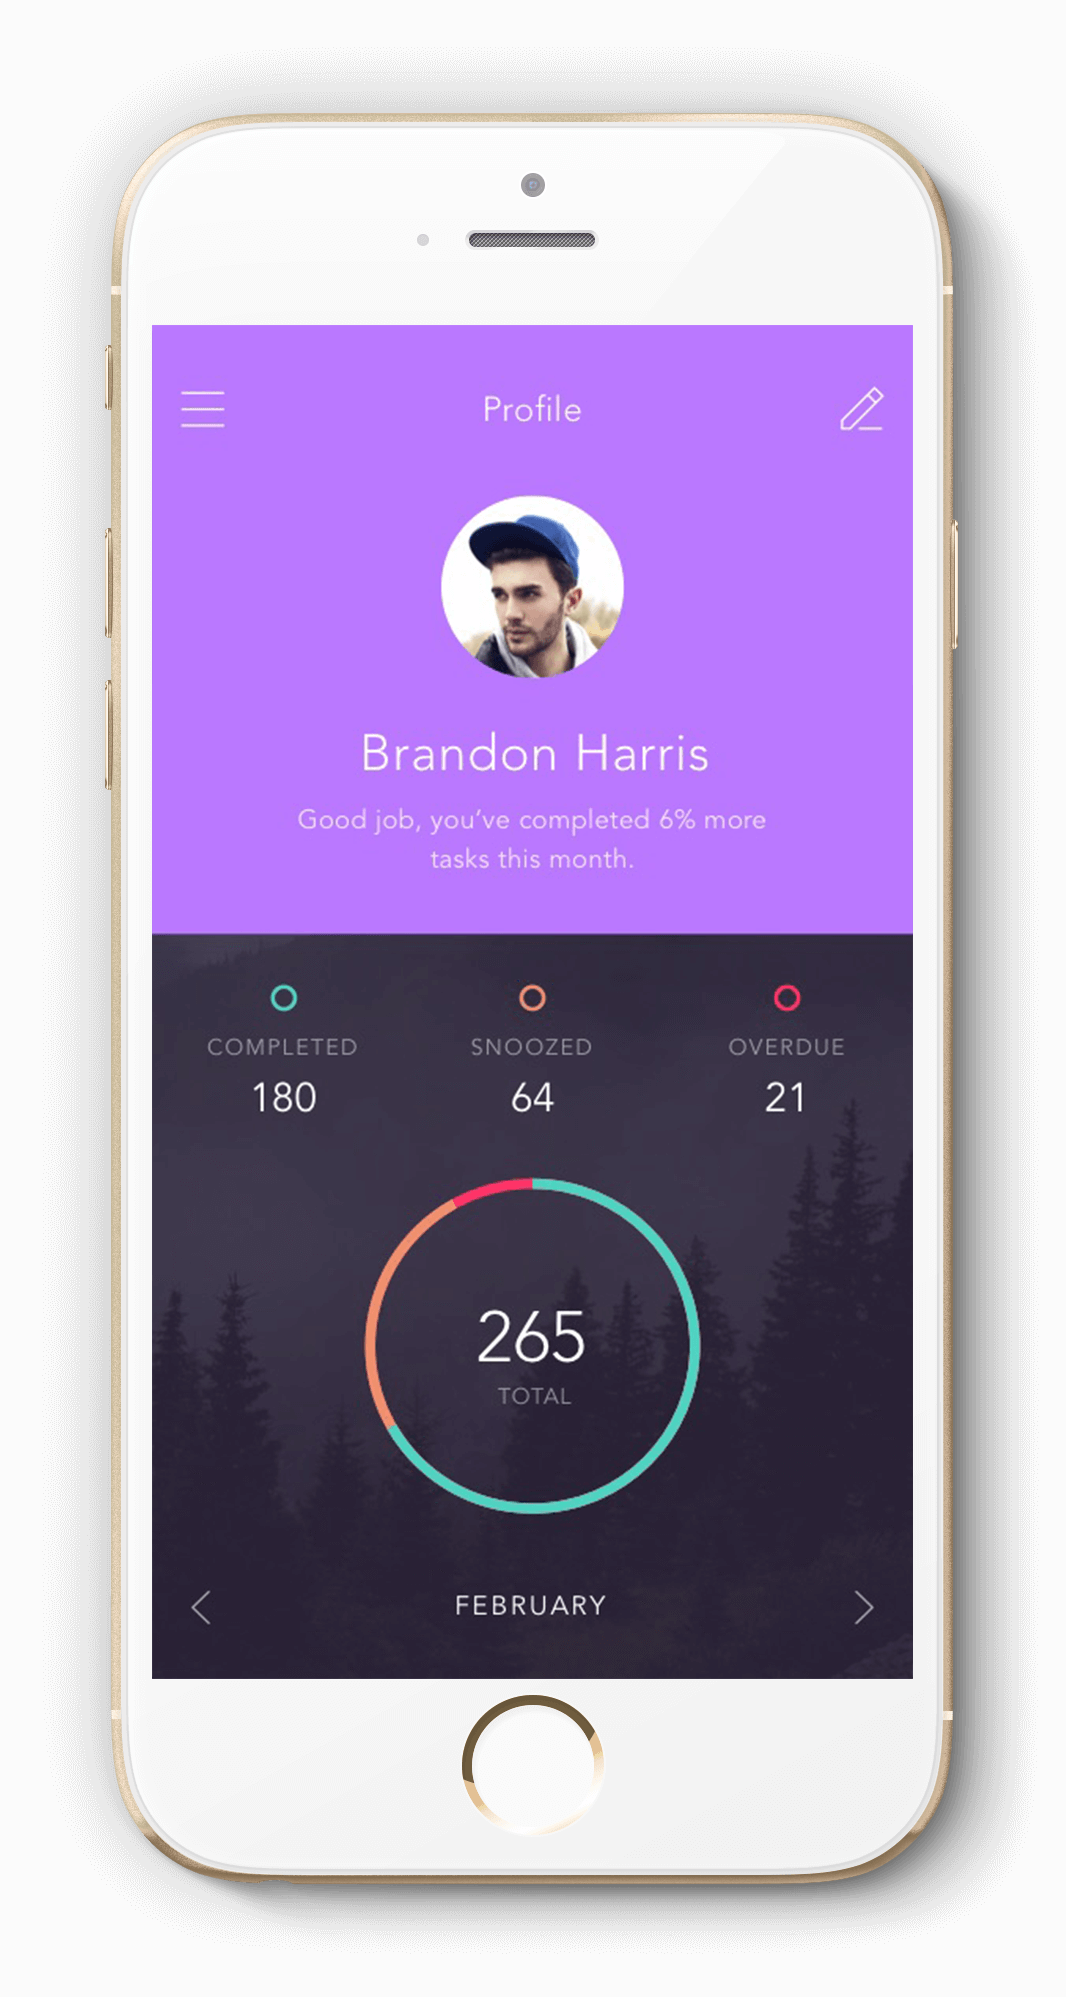 Profile
Brandon Harris
Good job, you’ve completed 6% more
tasks this month.
COMPLETED
SNOOZED
OVERDUE
180
64
21
265
TOTAL
FEBRUARY